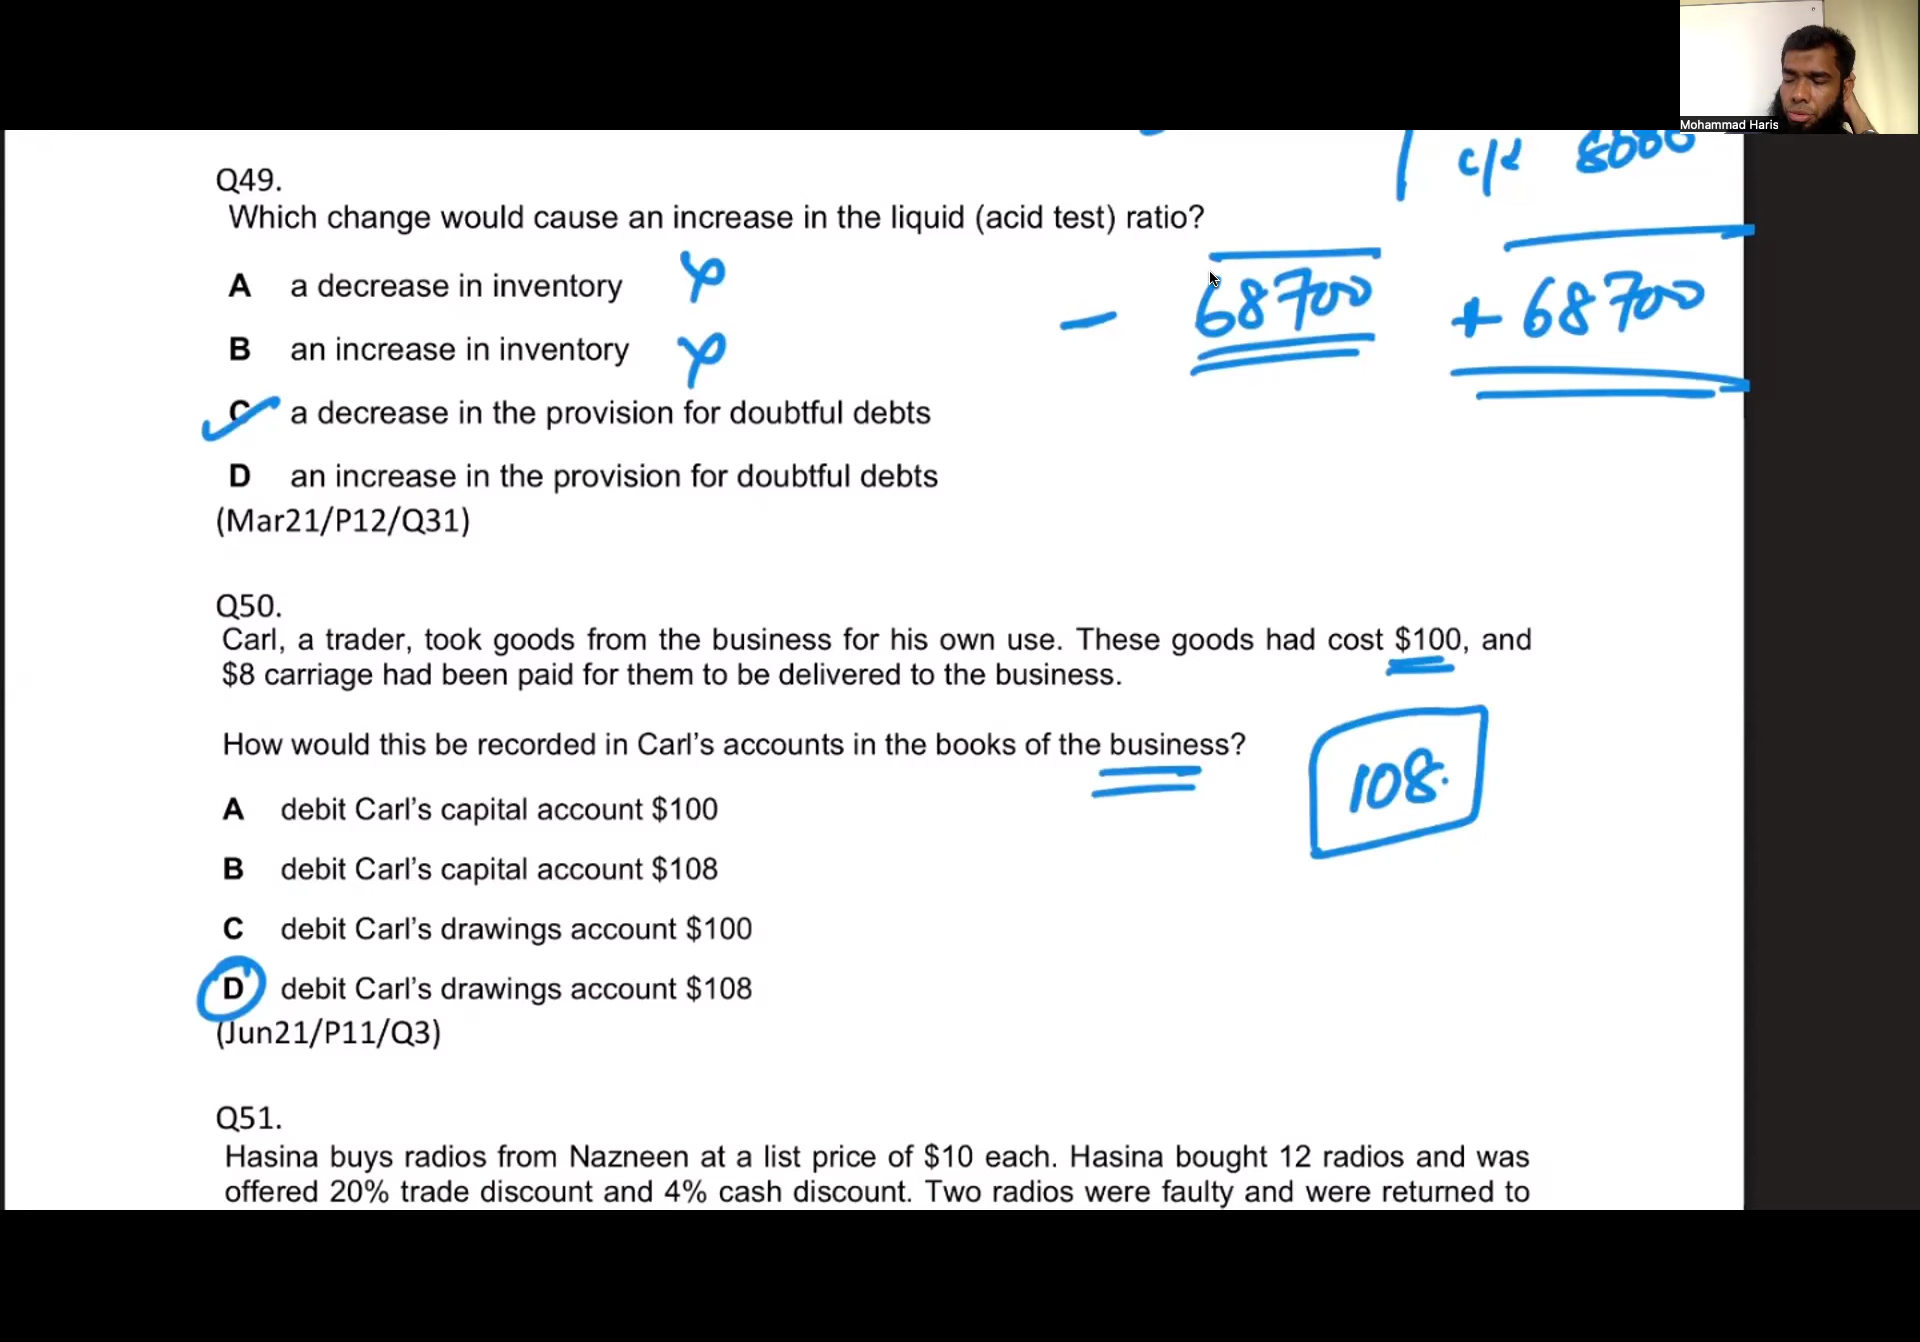 Mohammad Haris
c/d 8000
Q49.
Which change would cause an increase in the liquid (acid test) ratio?
A a decrease in inventory
B an increase in inventory
C a decrease in the provision for doubtful debts
D an increase in the provision for doubtful debts
(Mar21/P12/Q31)
– 68700 + 68700
Q50.
Carl, a trader, took goods from the business for his own use. These goods had cost $100, and
$8 carriage had been paid for them to be delivered to the business.
How would this be recorded in Carl's accounts in the books of the business?
108.
A debit Carl's capital account $100
B debit Carl's capital account $108
C debit Carl's drawings account $100
D debit Carl's drawings account $108
(Jun21/P11/Q3)
Q51.
Hasina buys radios from Nazneen at a list price of $10 each. Hasina bought 12 radios and was
offered 20% trade discount and 4% cash discount. Two radios were faulty and were returned to